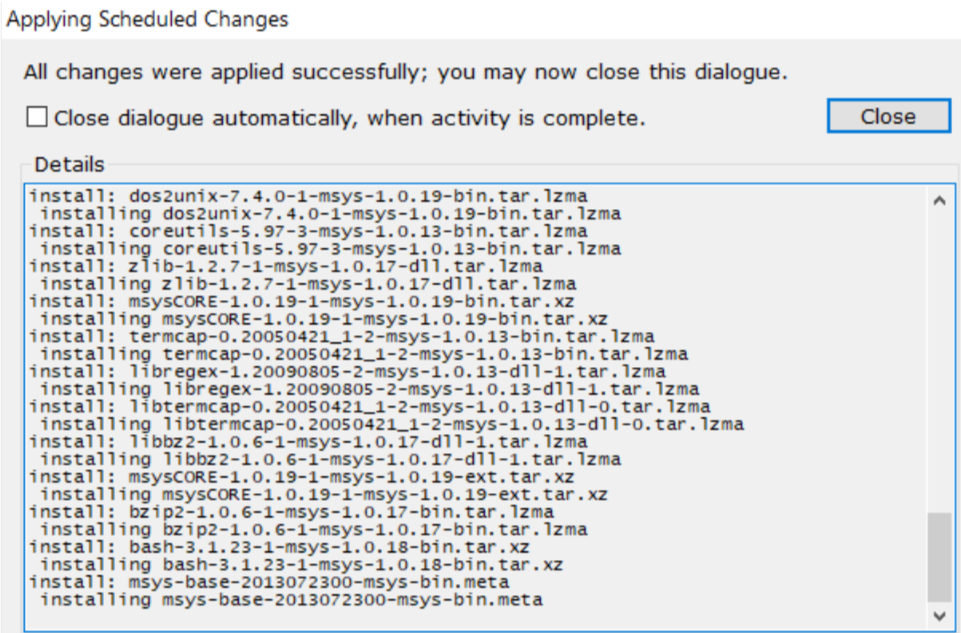 Applying Scheduled Changes
All changes were applied successfully; you may now close this dialogue.
Close dialogue automatically, when activity is complete.
Close
Details
install: dos2unix-7.4.0-1-msys-1.0.19-bin.tar.lzma
installing dos2unix-7.4.0-1-msys-1.0.19-bin.tar.lzma
install: coreutils-5.97-3-msys-1.0.13-bin.tar.lzma
installing coreutils-5.97-3-msys-1.0.13-bin.tar.lzma
install: zlib-1.2.7-1-msys-1.0.17-dll.tar.lzma
installing zlib-1.2.7-1-msys-1.0.17-dll.tar.lzma
install: msysCORE-1.0.19-1-msys-1.0.19-bin.tar.xz
installing msysCORE-1.0.19-1-msys-1.0.19-bin.tar.xz
install: termcap-0.20050421_1-2-msys-1.0.13-bin.tar.lzma
installing termcap-0.20050421_1-2-msys-1.0.13-bin.tar.lzma
install: libregex-1.20090805-2-msys-1.0.13-dll-1.tar.lzma
installing libregex-1.20090805-2-msys-1.0.13-dll-1.tar.lzma
install: libtermcap-0.20050421_1-2-msys-1.0.13-dll-0.tar.lzma
installing libtermcap-0.20050421_1-2-msys-1.0.13-dll-0.tar.lzma
install: libbz2-1.0.6-1-msys-1.0.17-dll-1.tar.lzma
installing libbz2-1.0.6-1-msys-1.0.17-dll-1.tar.lzma
install: msysCORE-1.0.19-1-msys-1.0.19-ext.tar.xz
installing msysCORE-1.0.19-1-msys-1.0.19-ext.tar.xz
install: bzip2-1.0.6-1-msys-1.0.17-bin.tar.lzma
installing bzip2-1.0.6-1-msys-1.0.17-bin.tar.lzma
install: bash-3.1.23-1-msys-1.0.18-bin.tar.xz
installing bash-3.1.23-1-msys-1.0.18-bin.tar.xz
install: msys-base-2013072300-msys-bin.meta
installing msys-base-2013072300-msys-bin.meta